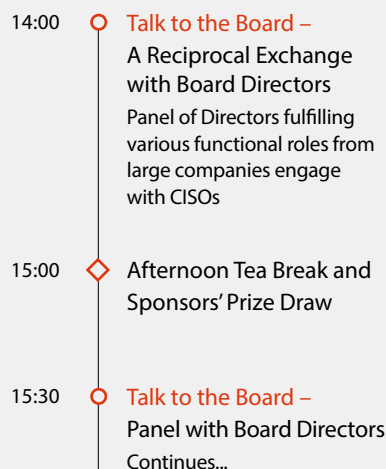 14:00
Talk to the Board –
A Reciprocal Exchange
with Board Directors
Panel of Directors fulfilling
various functional roles from
large companies engage
with CISOs
15:00
Afternoon Tea Break and
Sponsors' Prize Draw
15:30
Talk to the Board –
Panel with Board Directors
Continues...